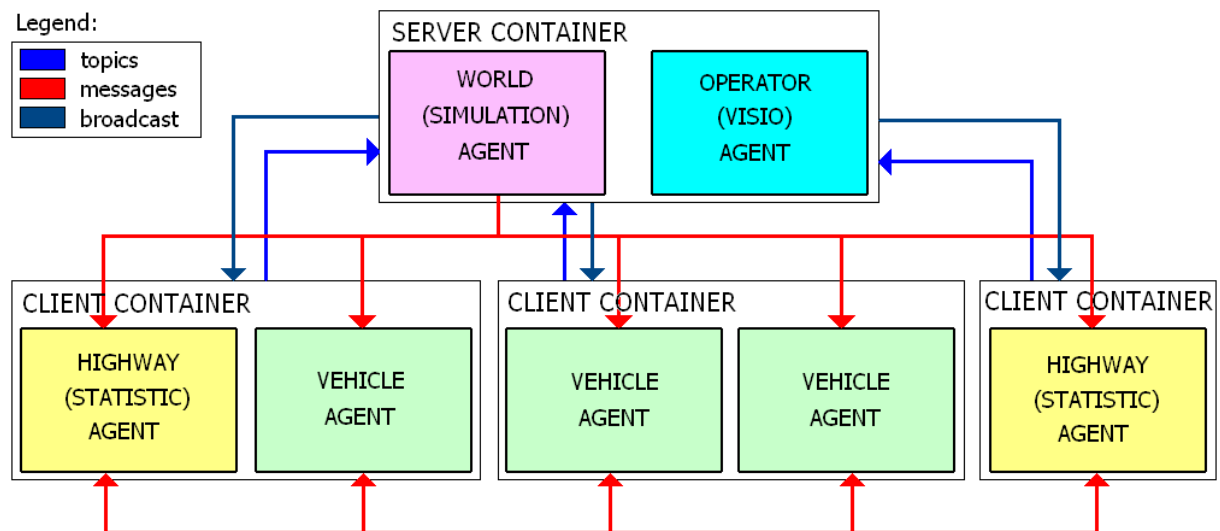 Legend:
topics
messages
broadcast
SERVER CONTAINER
WORLD
(SIMULATION)
AGENT
OPERATOR
(VISIO)
AGENT
CLIENT CONTAINER
HIGHWAY
(STATISTIC)
AGENT
VEHICLE
AGENT
CLIENT CONTAINER
VEHICLE
AGENT
VEHICLE
AGENT
CLIENT CONTAINER
HIGHWAY
(STATISTIC)
AGENT